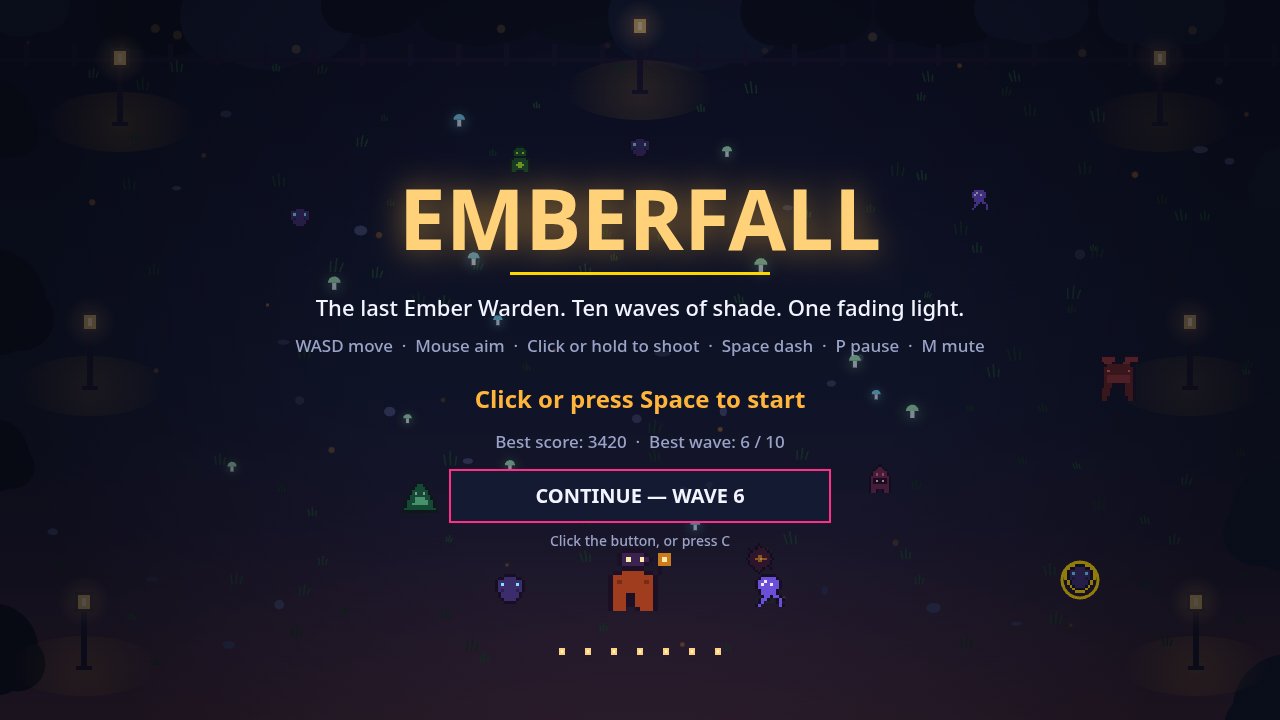 EMBERFALL
The last Ember Warden. Ten waves of shade. One fading light.
WASD move · Mouse aim · Click or hold to shoot · Space dash · P pause · M mute
Click or press Space to start
Best score: 3420 · Best wave: 6 / 10
CONTINUE — WAVE 6
Click the button, or press C